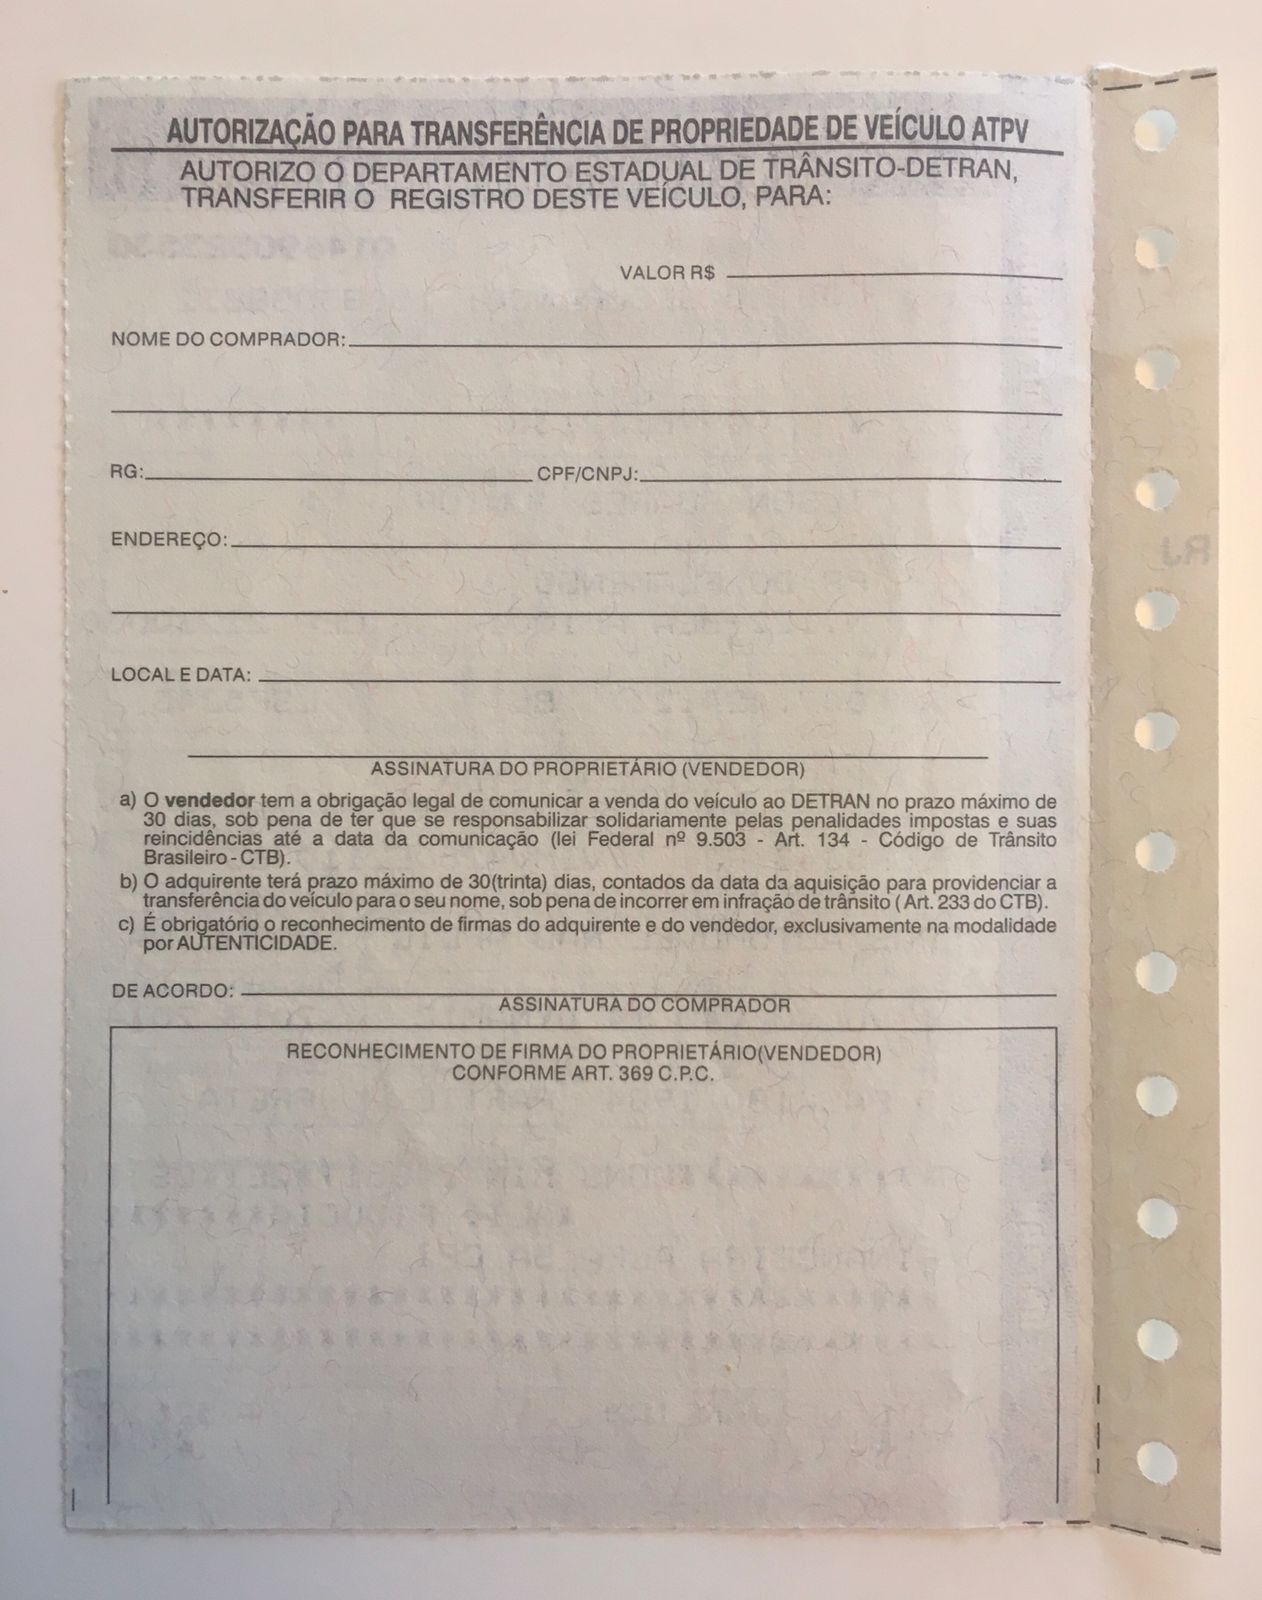 AUTORIZAÇÃO PARA TRANSFERÊNCIA DE PROPRIEDADE DE VEÍCULO ATPV
AUTORIZO O DEPARTAMENTO ESTADUAL DE TRÂNSITO-DETRAN,
TRANSFERIR O REGISTRO DESTE VEÍCULO, PARA:
VALOR R$
NOME DO COMPRADOR:
RG: CPF/CNPJ:
ENDEREÇO:
RJ
LOCAL E DATA:
ASSINATURA DO PROPRIETÁRIO (VENDEDOR)
a) O vendedor tem a obrigação legal de comunicar a venda do veículo ao DETRAN no prazo máximo de
30 dias, sob pena de ter que se responsabilizar solidariamente pelas penalidades impostas e suas
reincidências até a data da comunicação (lei Federal nº 9.503 - Art. 134 - Código de Trânsito
Brasileiro - CTB).
b) O adquirente terá prazo máximo de 30(trinta) dias, contados da data da aquisição para providenciar a
transferência do veículo para o seu nome, sob pena de incorrer em infração de trânsito ( Art. 233 do CTB).
c) É obrigatório o reconhecimento de firmas do adquirente e do vendedor, exclusivamente na modalidade
por AUTENTICIDADE.
DE ACORDO:
ASSINATURA DO COMPRADOR
RECONHECIMENTO DE FIRMA DO PROPRIETÁRIO(VENDEDOR)
CONFORME ART. 369 C.P.C.